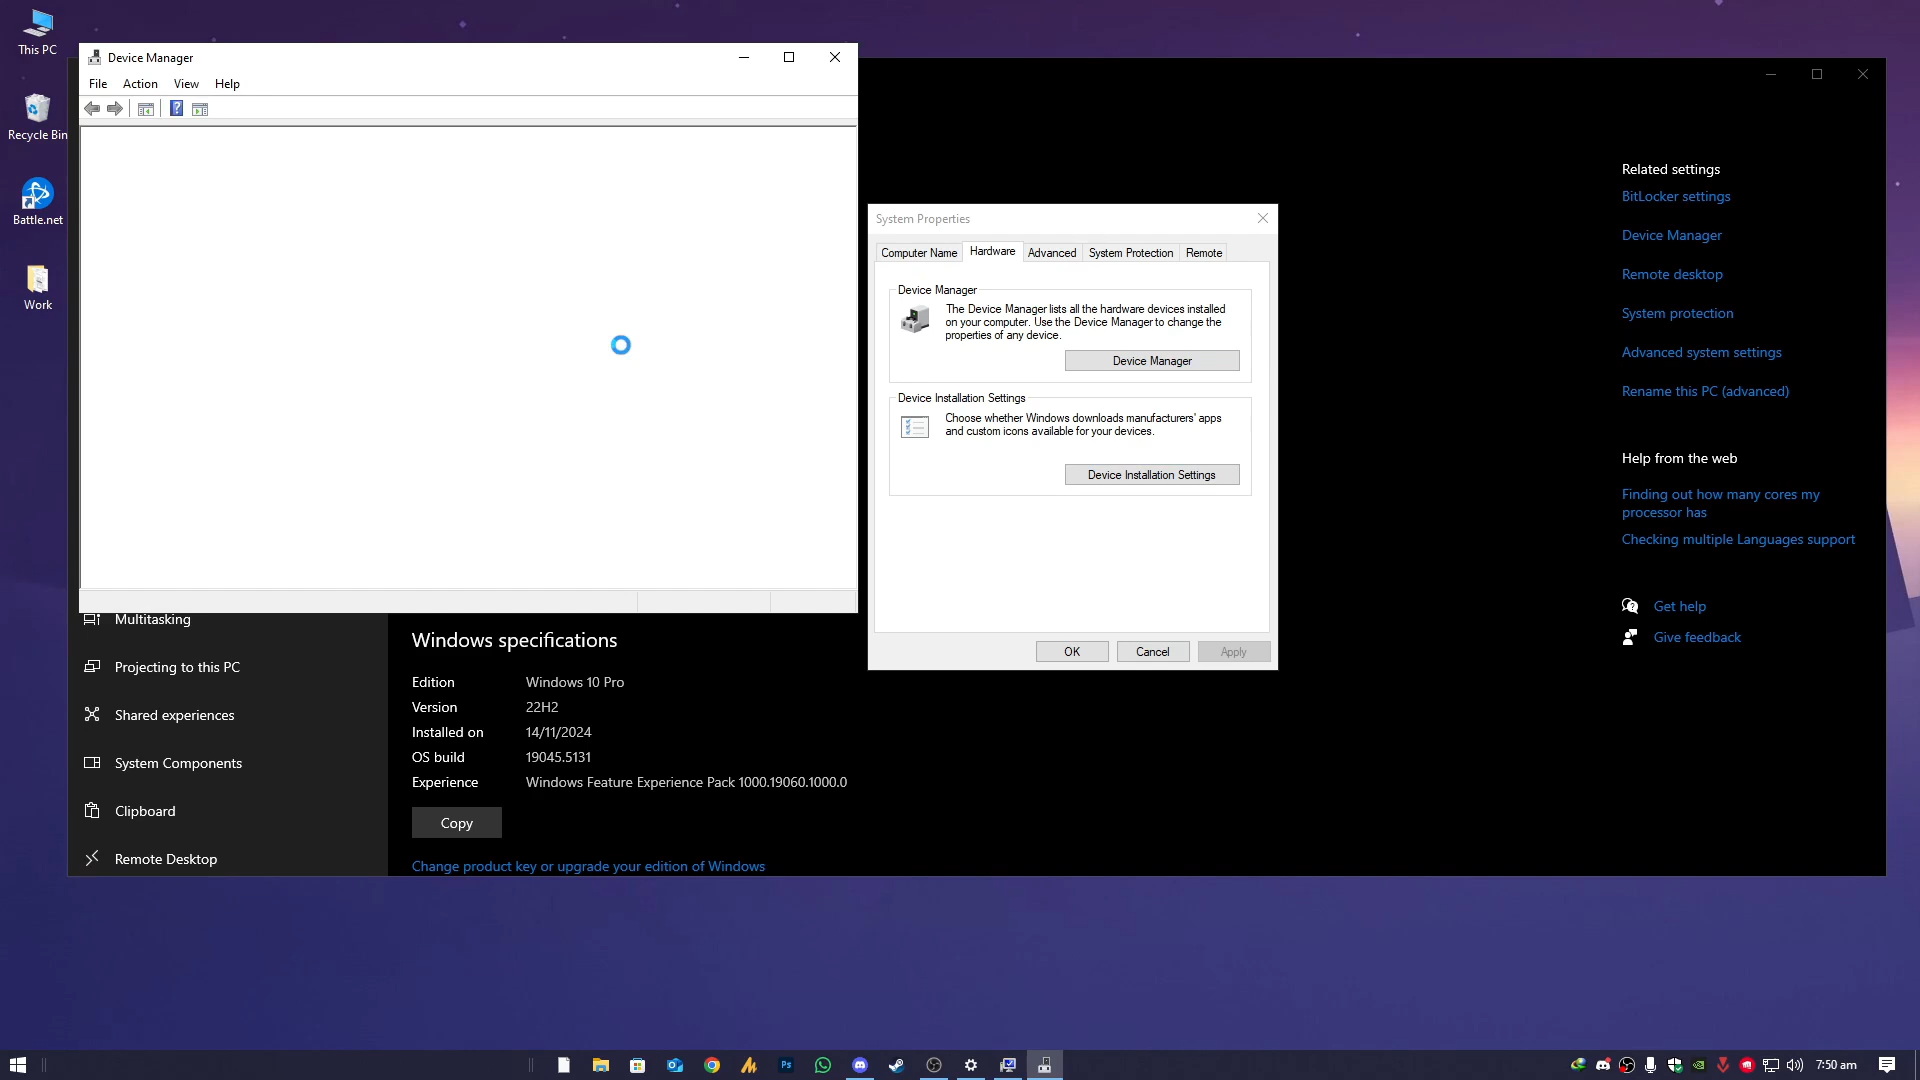 This PC
Recycle Bin
Battle.net
Work
Device Manager
File
Action
View
Help
System Properties
Computer Name
Hardware
Advanced
System Protection
Remote
Device Manager
The Device Manager lists all the hardware devices installed
on your computer. Use the Device Manager to change the
properties of any device.
Device Manager
Device Installation Settings
Choose whether Windows downloads manufacturers' apps
and custom icons available for your devices.
Device Installation Settings
OK
Cancel
Apply
Related settings
BitLocker settings
Device Manager
Remote desktop
System protection
Advanced system settings
Rename this PC (advanced)
Help from the web
Finding out how many cores my
processor has
Checking multiple Languages support
Get help
Give feedback
Multitasking
Projecting to this PC
Shared experiences
System Components
Clipboard
Remote Desktop
Windows specifications
Edition Windows 10 Pro
Version 22H2
Installed on 14/11/2024
OS build 19045.5131
Experience Windows Feature Experience Pack 1000.19060.1000.0
Copy
Change product key or upgrade your edition of Windows
Ps
7:50 am